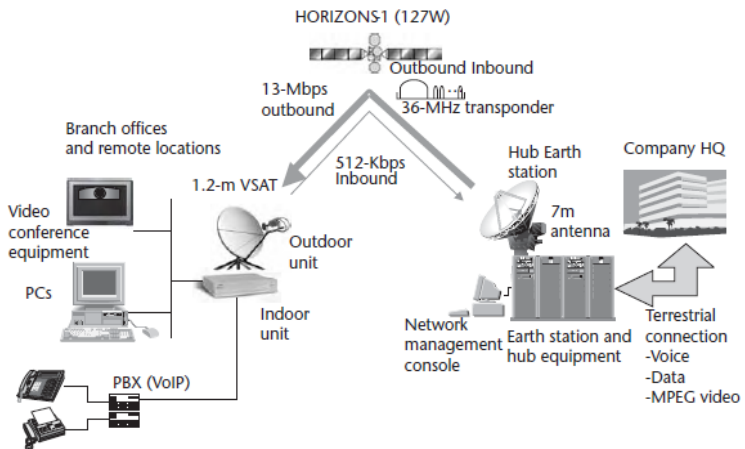 HORIZONS-1 (127W)
Outbound Inbound
13-Mbps
outbound
36-MHz transponder
Branch offices
and remote locations
512-Kbps
Inbound
Hub Earth
station
Company HQ
1.2-m VSAT
7m
antenna
Video
conference
equipment
Outdoor
unit
PCs
Indoor
unit
Network
management
console
Earth station and
hub equipment
Terrestrial
connection
-Voice
-Data
-MPEG video
PBX (VoIP)